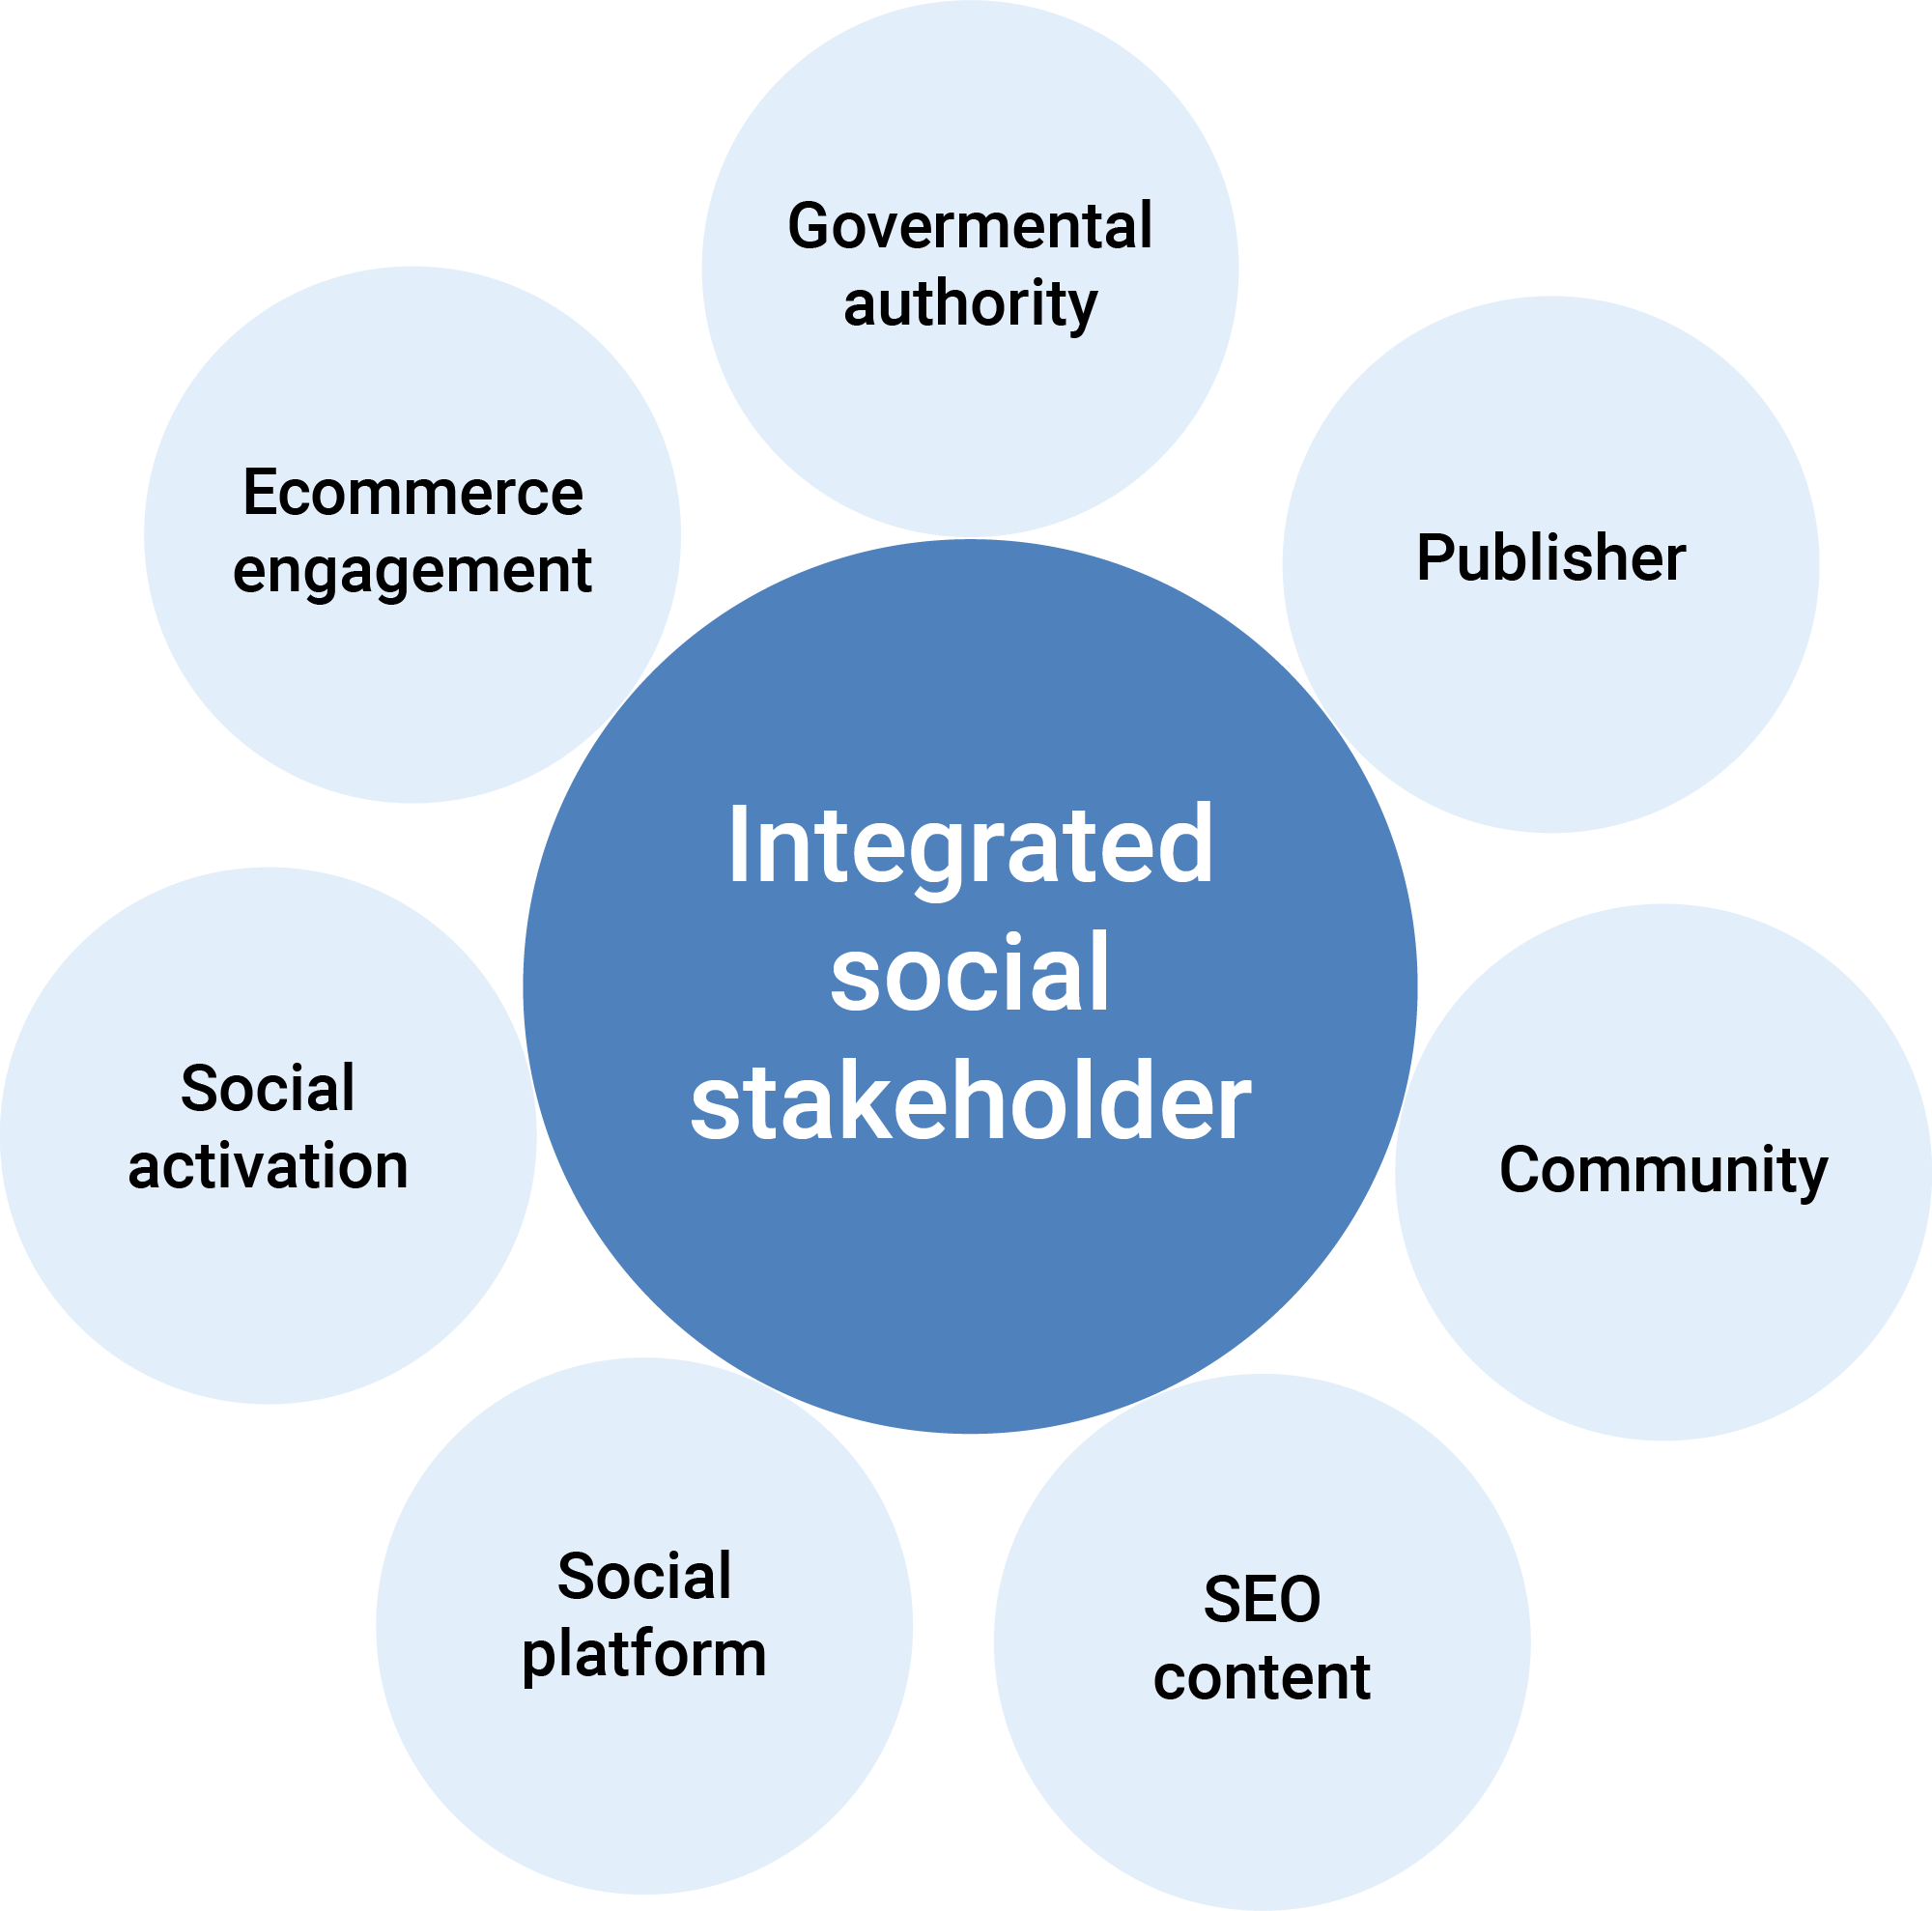 Govermental
authority
Ecommerce
engagement
Publisher
Integrated
social
stakeholder
Social
activation
Community
Social
platform
SEO
content